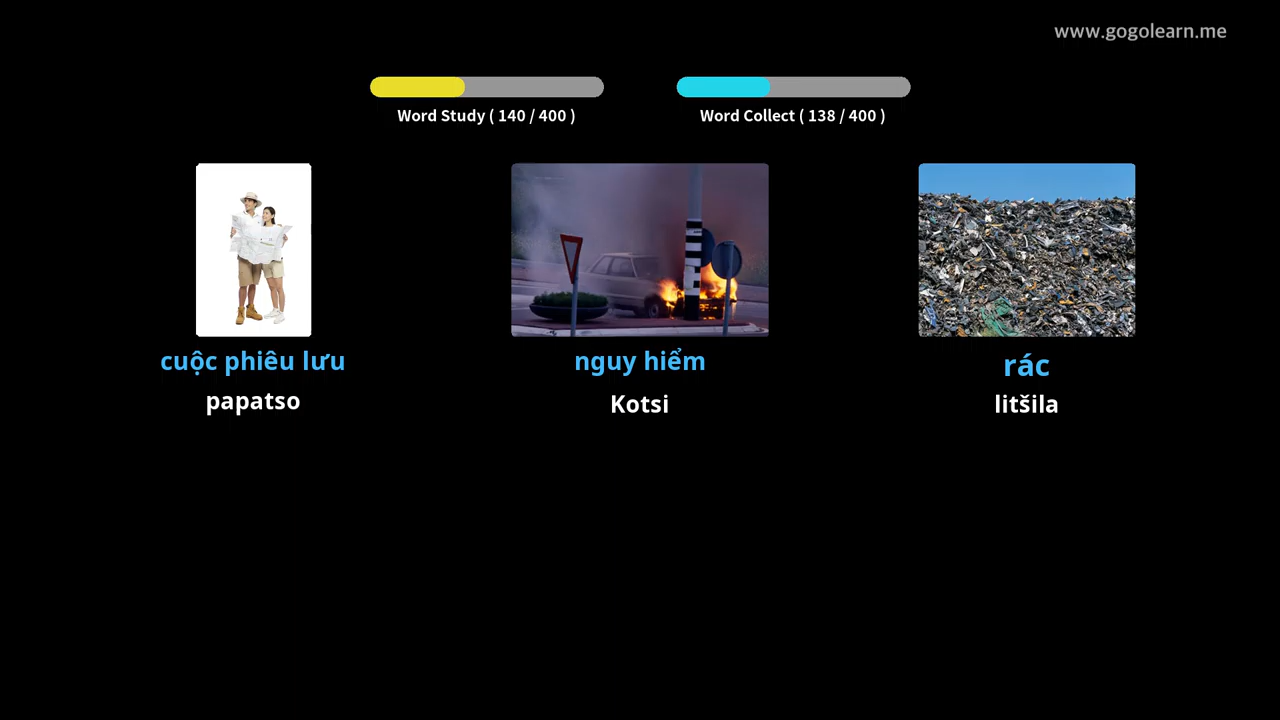 www.gogolearn.me
Word Study ( 140 / 400 )
Word Collect ( 138 / 400 )
cuộc phiêu lưu
nguy hiểm
rác
papatso
Kotsi
litšila